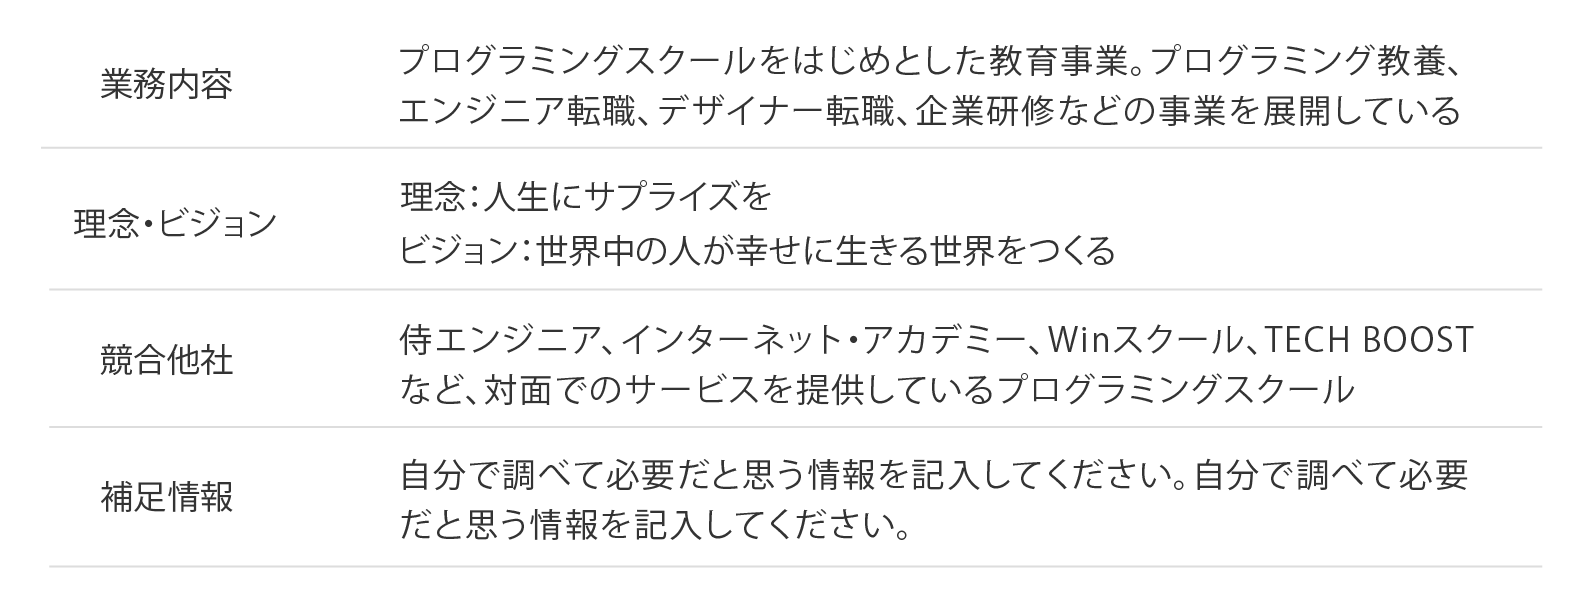 業務内容
プログラミングスクールをはじめとした教育事業。プログラミング教養、
エンジニア転職、デザイナー転職、企業研修などの事業を展開している
理念・ビジョン
理念：人生にサプライズを
ビジョン：世界中の人が幸せに生きる世界をつくる
競合他社
侍エンジニア、インターネット・アカデミー、Winスクール、TECH BOOST
など、対面でのサービスを提供しているプログラミングスクール
補足情報
自分で調べて必要だと思う情報を記入してください。自分で調べて必要
だと思う情報を記入してください。